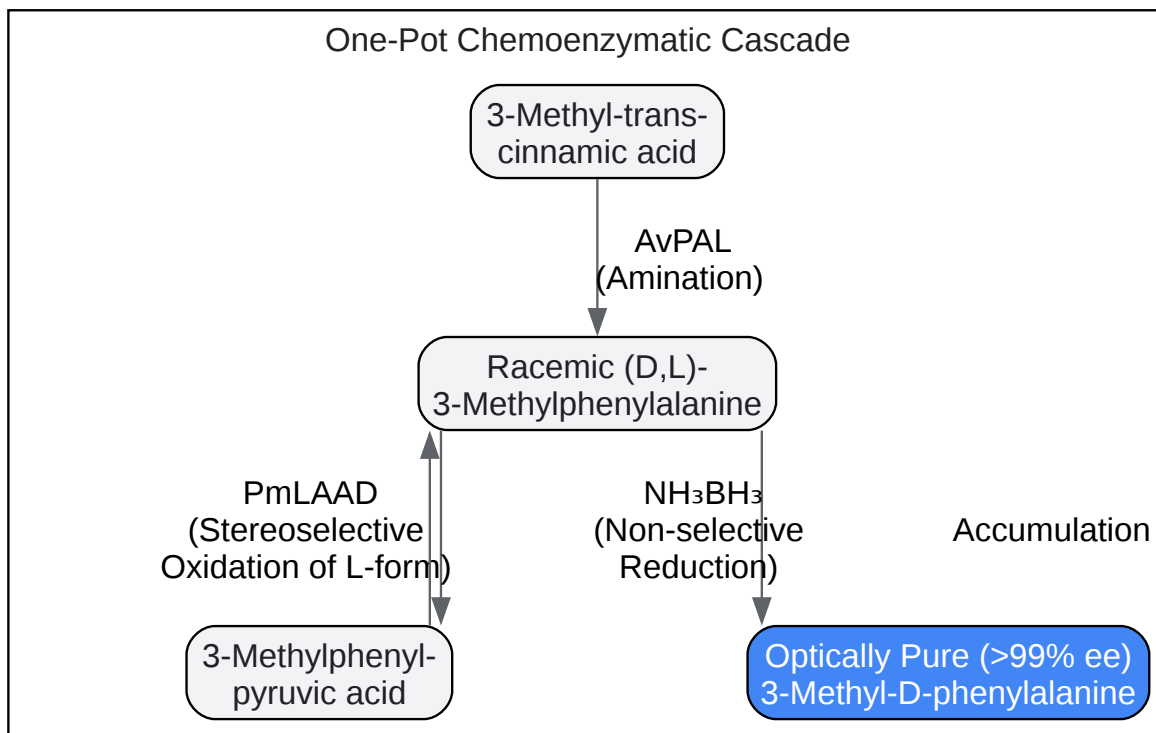 One-Pot Chemoenzymatic Cascade
3-Methyl-trans-
cinnamic acid
AvPAL
(Amination)
Racemic (D,L)-
3-Methylphenylalanine
PmLAAD
(Stereoselective
Oxidation of L-form)
NH₃BH₃
(Non-selective
Reduction)
Accumulation
3-Methylphenyl-
pyruvic acid
Optically Pure (>99% ee)
3-Methyl-D-phenylalanine